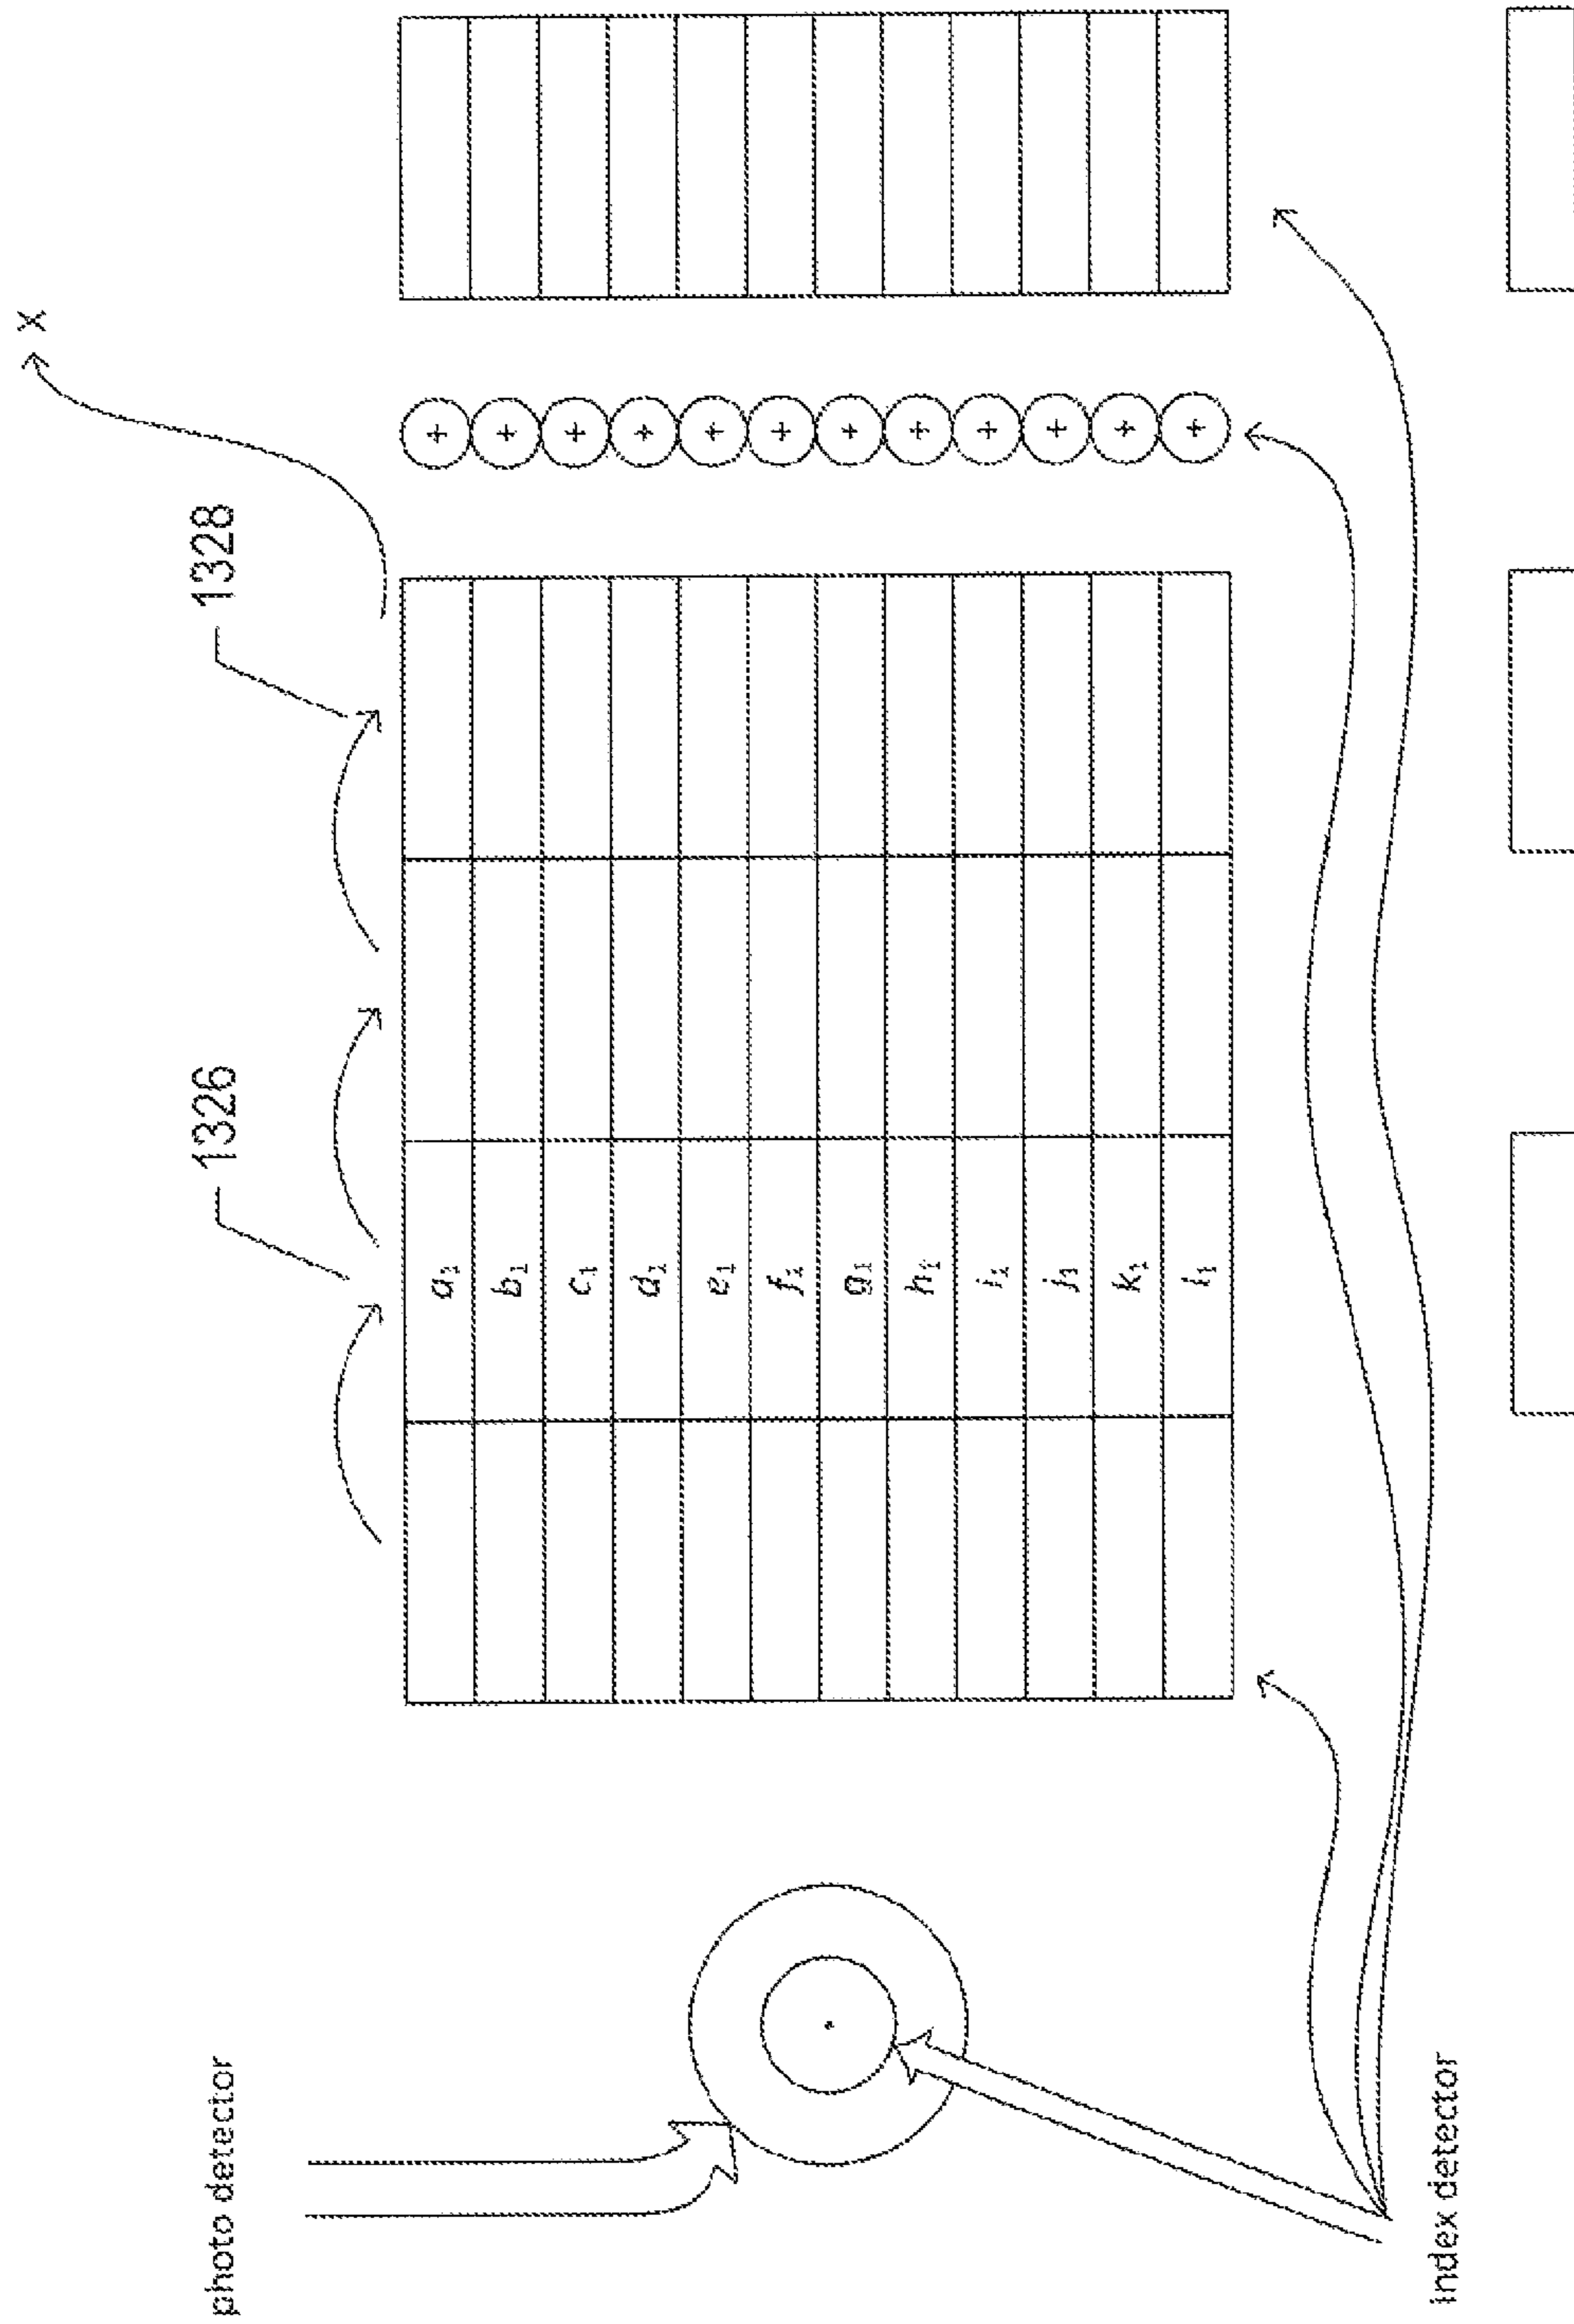 photo detector
1326
1328
x
a₁
b₁
c₁
d₁
e₁
f₁
g₁
h₁
i₁
j₁
k₁
l₁
+ + + + + + + + + + + +
index detector